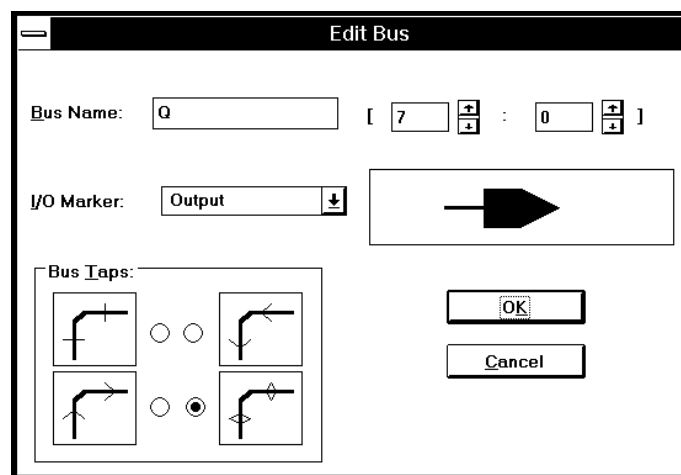 Edit Bus
Bus Name: Q [ 7 : 0 ]
I/O Marker: Output
Bus Taps:
OK
Cancel